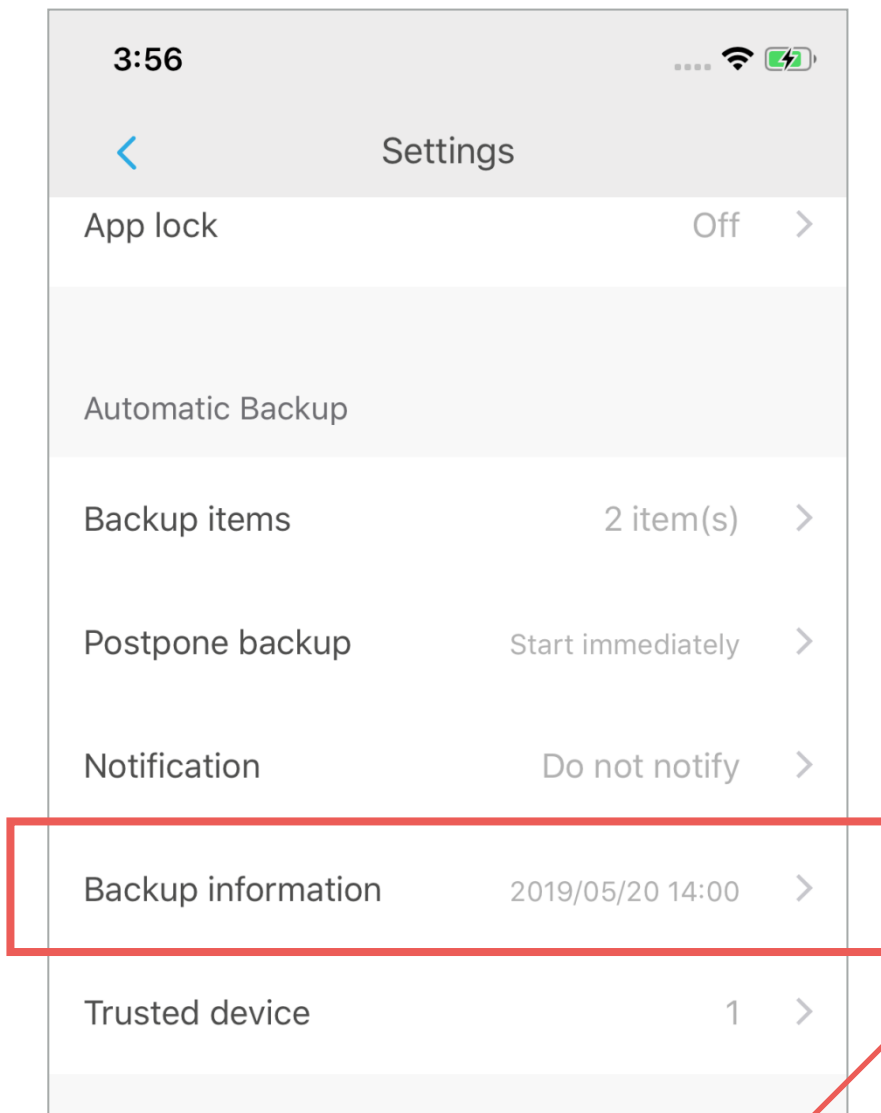 3:56
Settings
App lock Off
Automatic Backup
Backup items 2 item(s)
Postpone backup Start immediately
Notification Do not notify
Backup information 2019/05/20 14:00
Trusted device 1